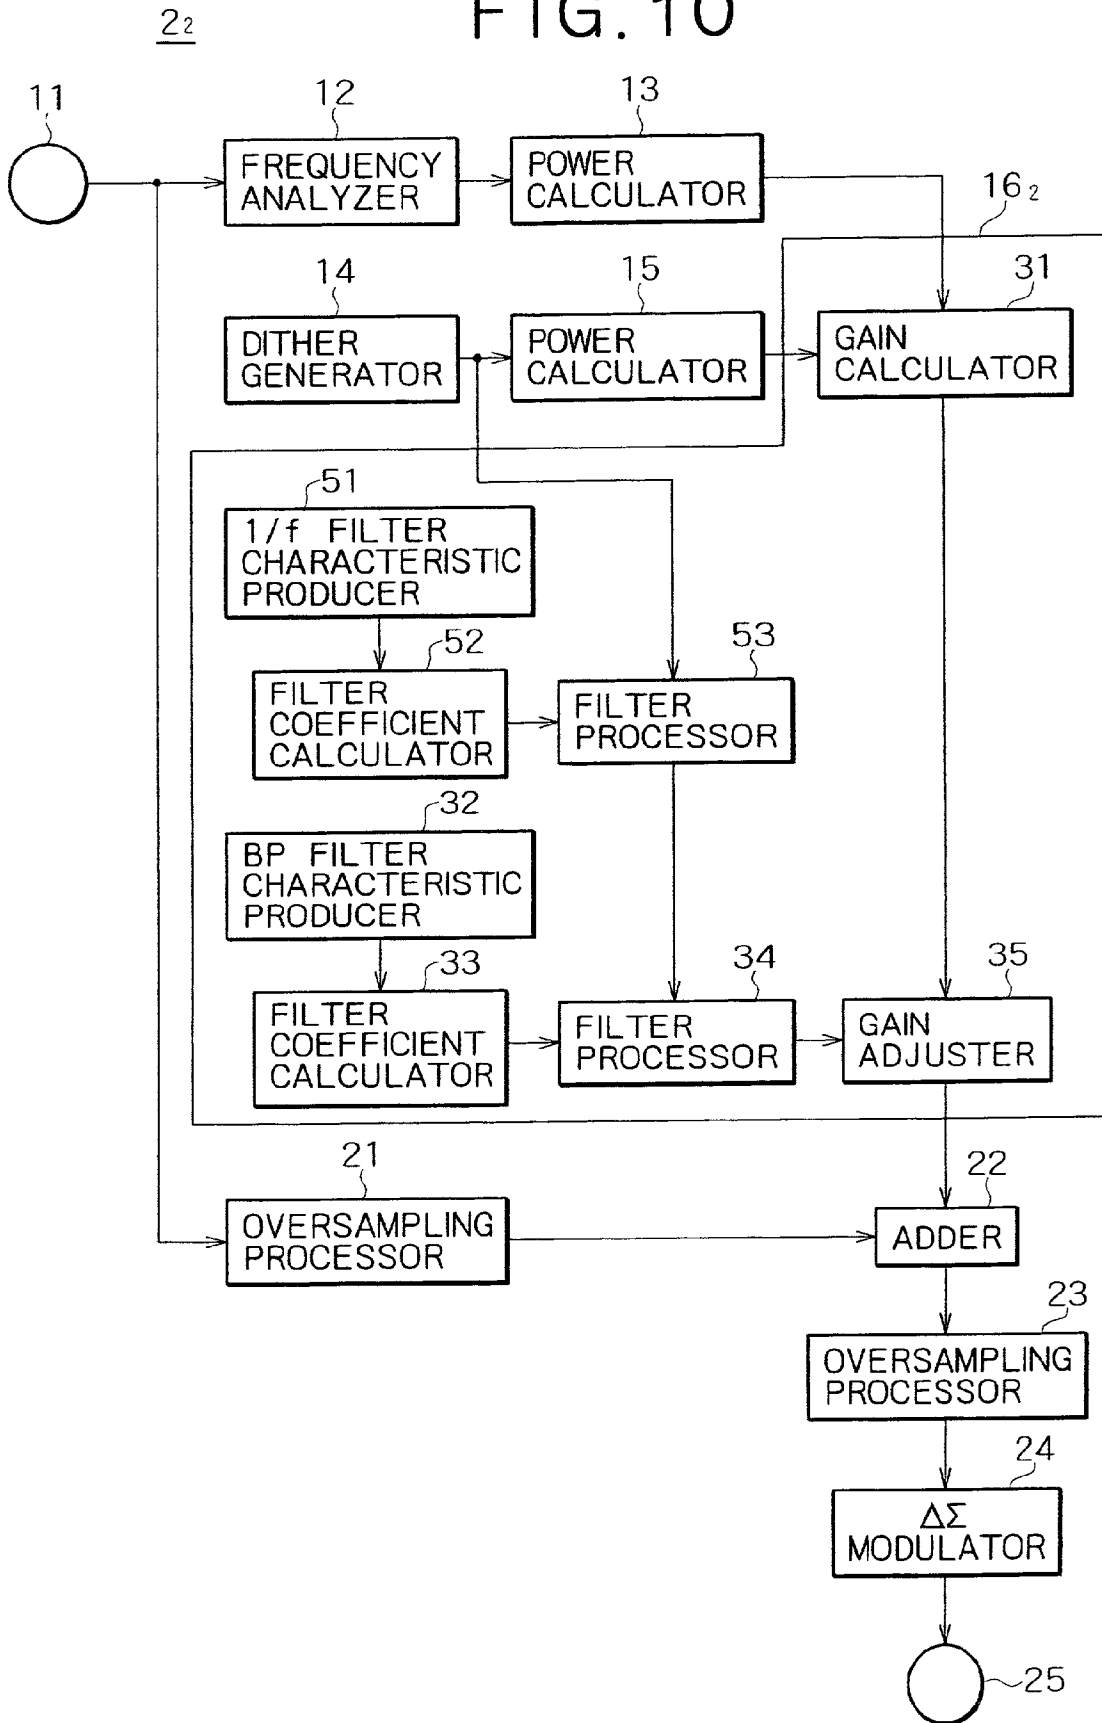 FIG. 10
2₂
11
12
13
FREQUENCY
ANALYZER
POWER
CALCULATOR
16₂
14
15
31
DITHER
GENERATOR
POWER
CALCULATOR
GAIN
CALCULATOR
51
1/f FILTER
CHARACTERISTIC
PRODUCER
52
53
FILTER
COEFFICIENT
CALCULATOR
FILTER
PROCESSOR
32
BP FILTER
CHARACTERISTIC
PRODUCER
33
34
35
FILTER
COEFFICIENT
CALCULATOR
FILTER
PROCESSOR
GAIN
ADJUSTER
21
22
OVERSAMPLING
PROCESSOR
ADDER
23
OVERSAMPLING
PROCESSOR
24
ΔΣ
MODULATOR
25